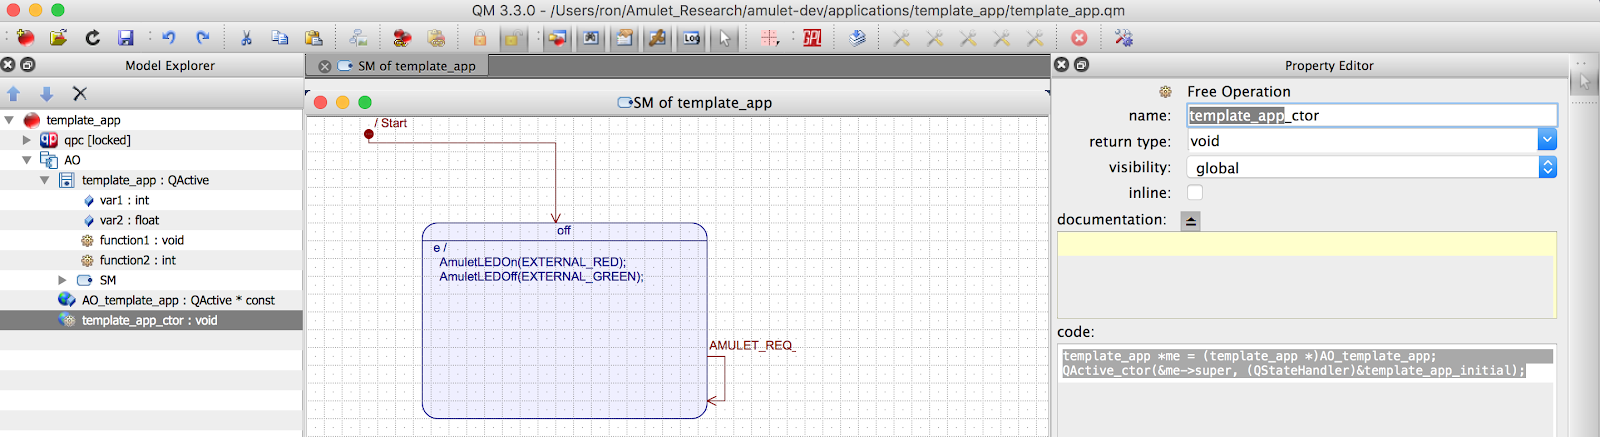 QM 3.3.0 - /Users/ron/Amulet_Research/amulet-dev/applications/template_app/template_app.qm
LOG
GPL
Model Explorer
template_app
qp qpc [locked]
AO
template_app : QActive
var1 : int
var2 : float
function1 : void
function2 : int
SM
AO_template_app : QActive * const
template_app_ctor : void
SM of template_app
SM of template_app
/ Start
off
e /
AmuletLEDOn(EXTERNAL_RED);
AmuletLEDOff(EXTERNAL_GREEN);
AMULET_REQ_
Property Editor
Free Operation
name: template_app_ctor
return type: void
visibility: global
inline:
documentation:
code:
template_app *me = (template_app *)AO_template_app;
QActive_ctor(&me->super, (QStateHandler)&template_app_initial);